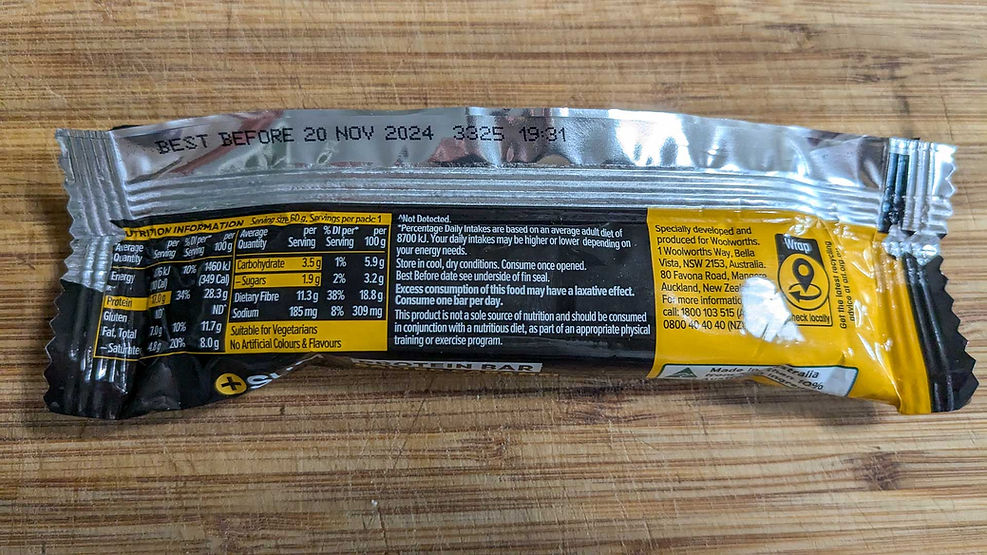 BEST BEFORE 20 NOV 2024 3325 19:31
UTRITION INFORMATION Serving size 60 g. Servings per pack: 1
Average Quantity per Serving %DI per* Serving per 100 g
Energy 10% 1460 kJ
(349 Cal)
Protein 34% 28.3 g
Gluten ND ND
Fat, Total 7.0 g 10% 11.7 g
4.8 g 20% 8.0 g
Average Quantity per Serving % DI per* Serving per 100 g
Carbohydrate 3.5 g 1% 5.9 g
– Sugars 1.9 g 2% 3.2 g
Dietary Fibre 11.3 g 38% 18.8 g
Sodium 185 mg 8% 309 mg
Suitable for Vegetarians
No Artificial Colours & Flavours
^Not Detected.
*Percentage Daily Intakes are based on an average adult diet of
8700 kJ. Your daily intakes may be higher or lower depending on
your energy needs.
Store in cool, dry conditions. Consume once opened.
Best Before date see underside of fin seal.
Excess consumption of this food may have a laxative effect.
Consume one bar per day.
This product is not a sole source of nutrition and should be consumed
in conjunction with a nutritious diet, as part of an appropriate physical
training or exercise program.
Specially developed and
produced for Woolworths.
1 Woolworths Way, Bella
Vista, NSW 2153, Australia.
80 Favona Road,
Auckland, New
For more
call: 1800 103 515
0800 40 40 40
Wrap
check locally
Get the latest recycling
advice at
BAR
Made in
10%